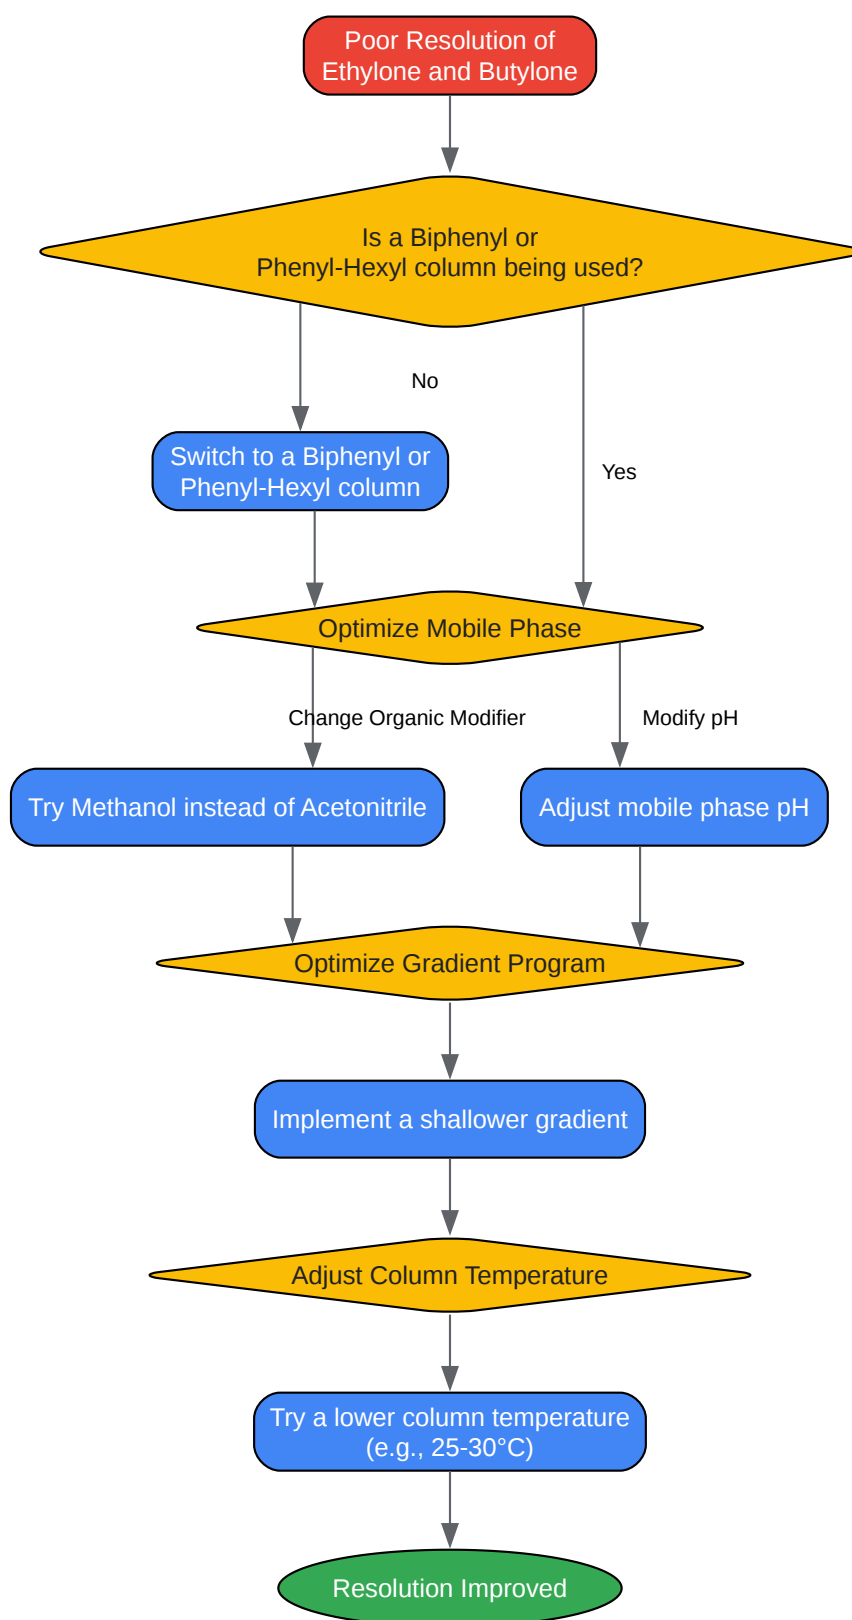 Poor Resolution of
Ethylone and Butylone
Is a Biphenyl or
Phenyl-Hexyl column being used?
No
Switch to a Biphenyl or
Phenyl-Hexyl column
Yes
Optimize Mobile Phase
Change Organic Modifier
Modify pH
Try Methanol instead of Acetonitrile
Adjust mobile phase pH
Optimize Gradient Program
Implement a shallower gradient
Adjust Column Temperature
Try a lower column temperature
(e.g., 25-30°C)
Resolution Improved